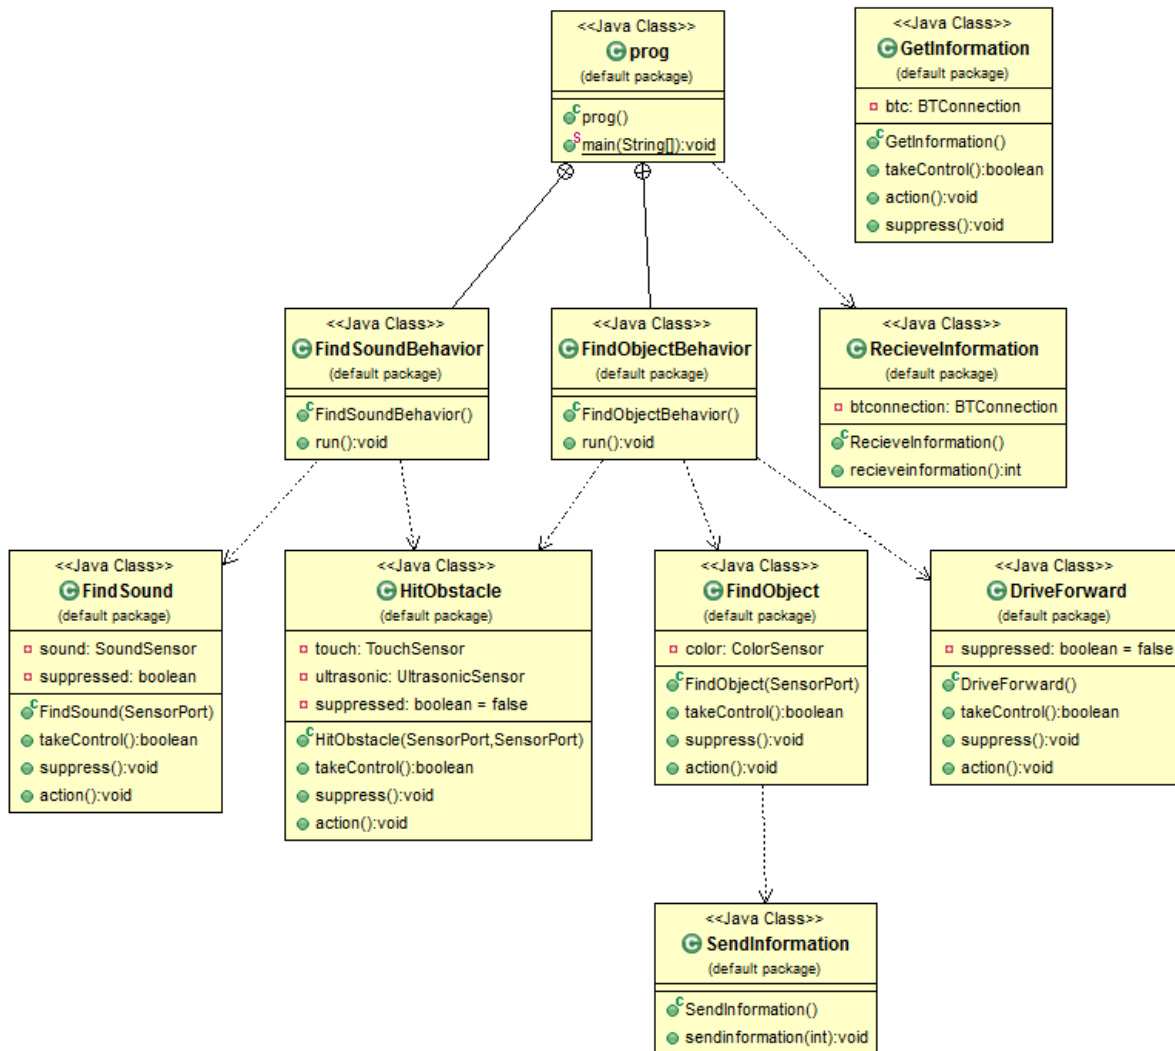 <<Java Class>>
prog
(default package)
prog()
main(String[]):void
<<Java Class>>
GetInformation
(default package)
btc: BTConnection
GetInformation()
takeControl():boolean
action():void
suppress():void
<<Java Class>>
FindSoundBehavior
(default package)
FindSoundBehavior()
run():void
<<Java Class>>
FindObjectBehavior
(default package)
FindObjectBehavior()
run():void
<<Java Class>>
RecieveInformation
(default package)
btconnection: BTConnection
RecieveInformation()
recieveinformation():int
<<Java Class>>
FindSound
(default package)
sound: SoundSensor
suppressed: boolean
FindSound(SensorPort)
takeControl():boolean
suppress():void
action():void
<<Java Class>>
HitObstacle
(default package)
touch: TouchSensor
ultrasonic: UltrasonicSensor
suppressed: boolean = false
HitObstacle(SensorPort,SensorPort)
takeControl():boolean
suppress():void
action():void
<<Java Class>>
FindObject
(default package)
color: ColorSensor
FindObject(SensorPort)
takeControl():boolean
suppress():void
action():void
<<Java Class>>
DriveForward
(default package)
suppressed: boolean = false
DriveForward()
takeControl():boolean
suppress():void
action():void
<<Java Class>>
SendInformation
(default package)
SendInformation()
sendinformation(int):void